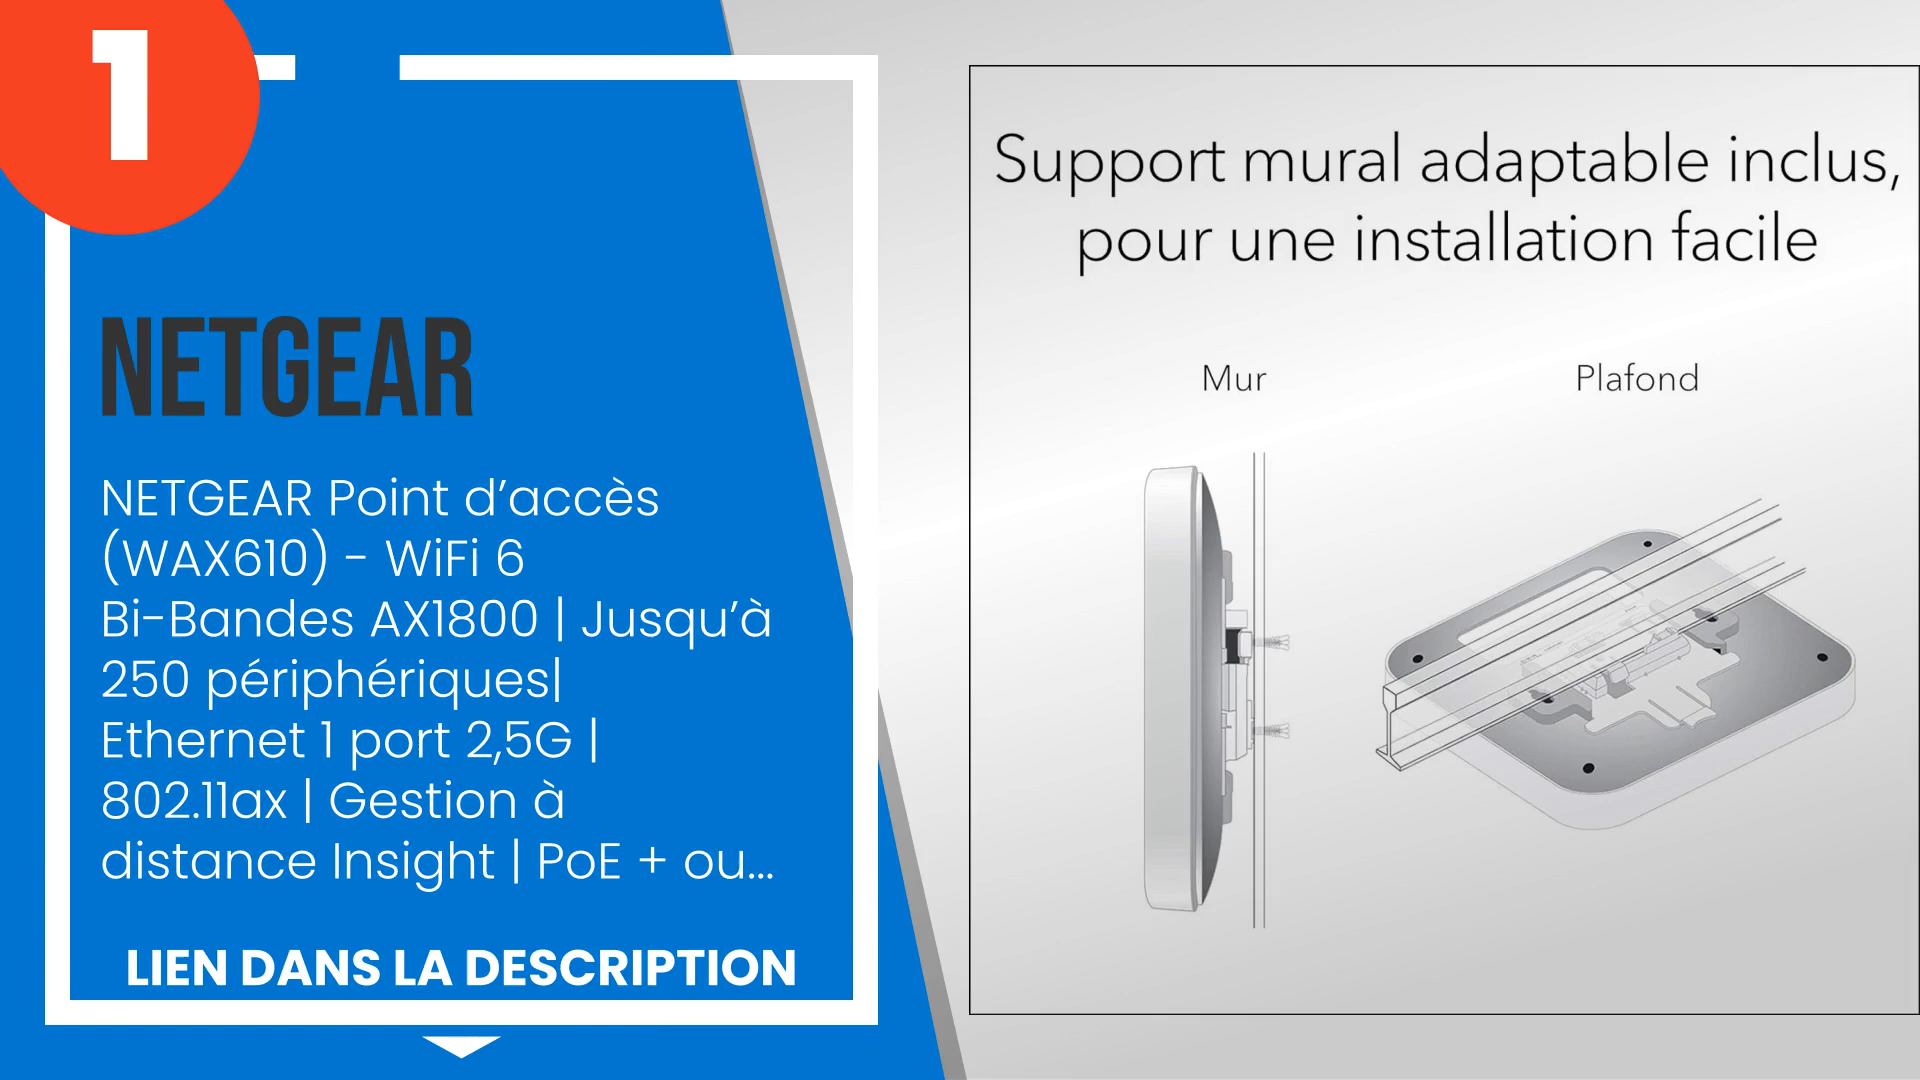 1
NETGEAR
NETGEAR Point d’accès
(WAX610) - WiFi 6
Bi-Bandes AX1800 | Jusqu’à
250 périphériques|
Ethernet 1 port 2,5G |
802.11ax | Gestion à
distance Insight | PoE + ou...
LIEN DANS LA DESCRIPTION
Support mural adaptable inclus,
pour une installation facile
Mur
Plafond